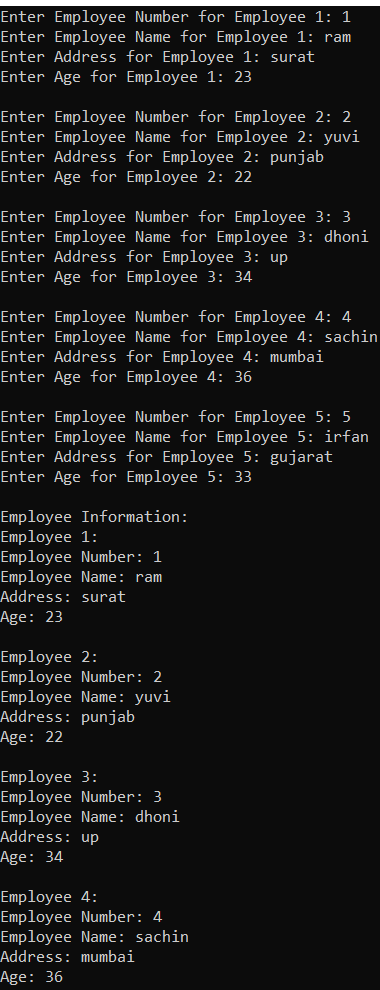 Enter Employee Number for Employee 1: 1
Enter Employee Name for Employee 1: ram
Enter Address for Employee 1: surat
Enter Age for Employee 1: 23
Enter Employee Number for Employee 2: 2
Enter Employee Name for Employee 2: yuvi
Enter Address for Employee 2: punjab
Enter Age for Employee 2: 22
Enter Employee Number for Employee 3: 3
Enter Employee Name for Employee 3: dhoni
Enter Address for Employee 3: up
Enter Age for Employee 3: 34
Enter Employee Number for Employee 4: 4
Enter Employee Name for Employee 4: sachin
Enter Address for Employee 4: mumbai
Enter Age for Employee 4: 36
Enter Employee Number for Employee 5: 5
Enter Employee Name for Employee 5: irfan
Enter Address for Employee 5: gujarat
Enter Age for Employee 5: 33
Employee Information:
Employee 1:
Employee Number: 1
Employee Name: ram
Address: surat
Age: 23
Employee 2:
Employee Number: 2
Employee Name: yuvi
Address: punjab
Age: 22
Employee 3:
Employee Number: 3
Employee Name: dhoni
Address: up
Age: 34
Employee 4:
Employee Number: 4
Employee Name: sachin
Address: mumbai
Age: 36